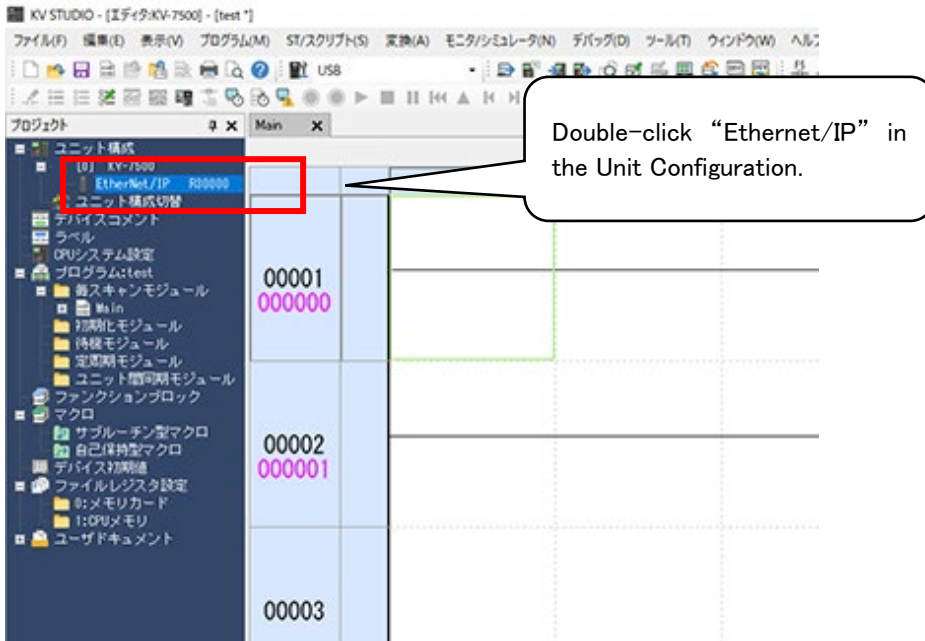 KV STUDIO - [エディタ:KV-7500] - [test *]
ファイル(F) 編集(E) 表示(V) プログラム(M) ST/スクリプト(S) 変換(A) モニタ/シミュレータ(N) デバッグ(D) ツール(T) ウィンドウ(W) ヘルプ
USB
プロジェクト
Main
Double-click “Ethernet/IP” in
the Unit Configuration.
ユニット構成
[0] KV-7500
EtherNet/IP R30000
ユニット構成切替
デバイスコメント
ラベル
CPUシステム設定
プログラム:test
毎スキャンモジュール
Main
初期化モジュール
待機モジュール
定周期モジュール
ユニット間同期モジュール
ファンクションブロック
マクロ
サブルーチン型マクロ
自己保持型マクロ
デバイス初期値
ファイルレジスタ設定
0:メモリカード
1:CPUメモリ
ユーザドキュメント
00001
000000
00002
000001
00003